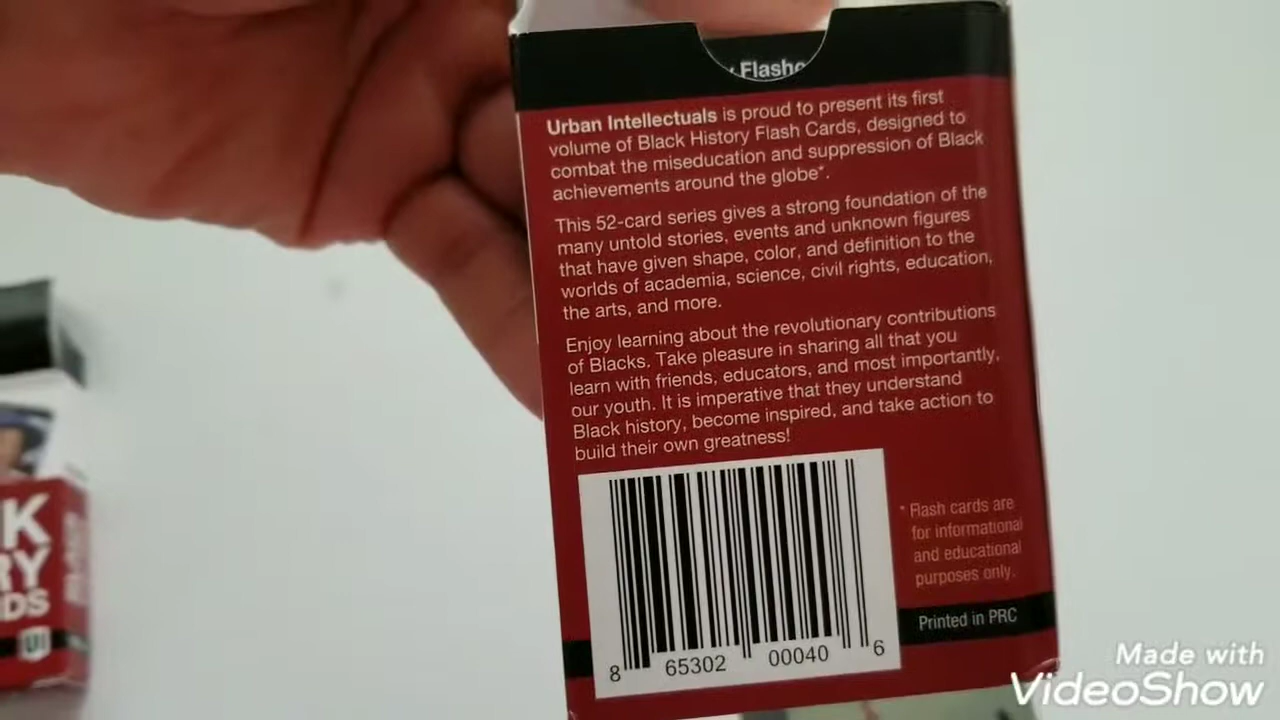 Flash
Urban Intellectuals is proud to present its first
volume of Black History Flash Cards, designed to
combat the miseducation and suppression of Black
achievements around the globe*.
This 52-card series gives a strong foundation of the
many untold stories, events and unknown figures
that have given shape, color, and definition to the
worlds of academia, science, civil rights, education,
the arts, and more.
Enjoy learning about the revolutionary contributions
of Blacks. Take pleasure in sharing all that you
learn with friends, educators, and most importantly,
our youth. It is imperative that they understand
Black history, become inspired, and take action to
build their own greatness!
* Flash cards are
for informational
and educational
purposes only.
Printed in PRC
8 65302 00040 6
K
RY
DS
UI
Made with
VideoShow